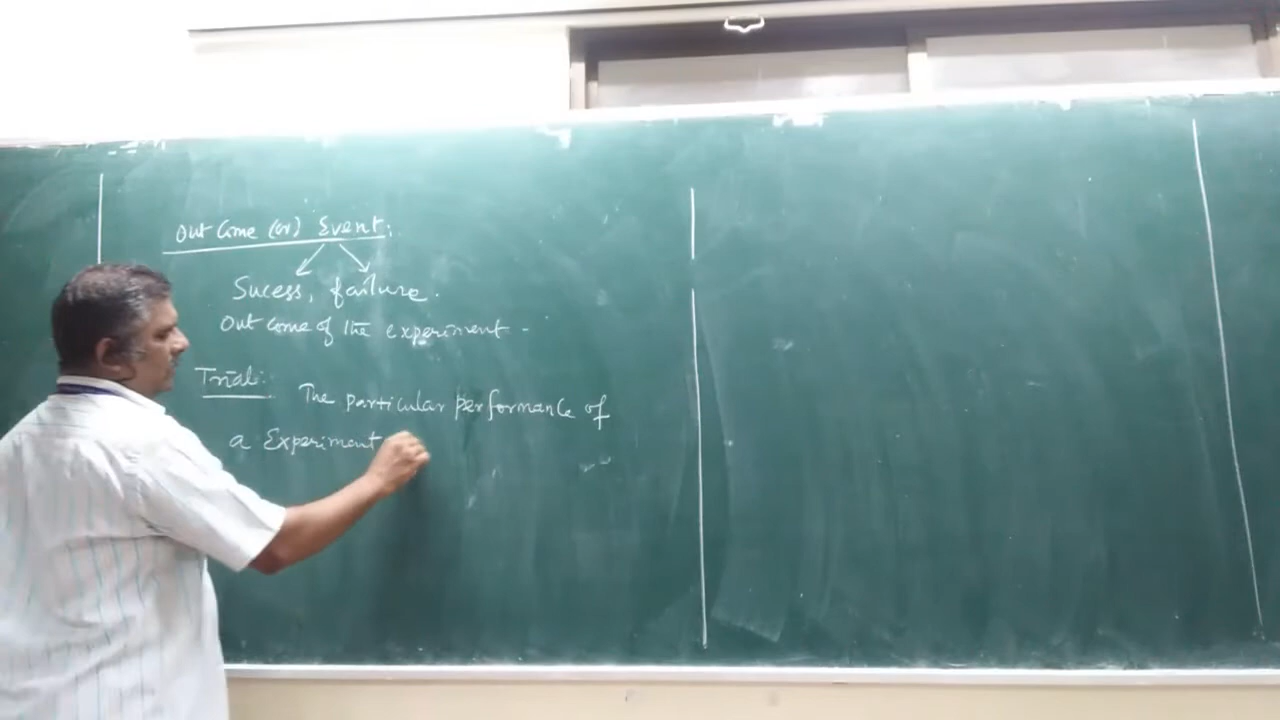 Out Come (or) Event:
Sucess, failure.
Out come of the experiment -
Trial:
The particular performance of
a Experiment